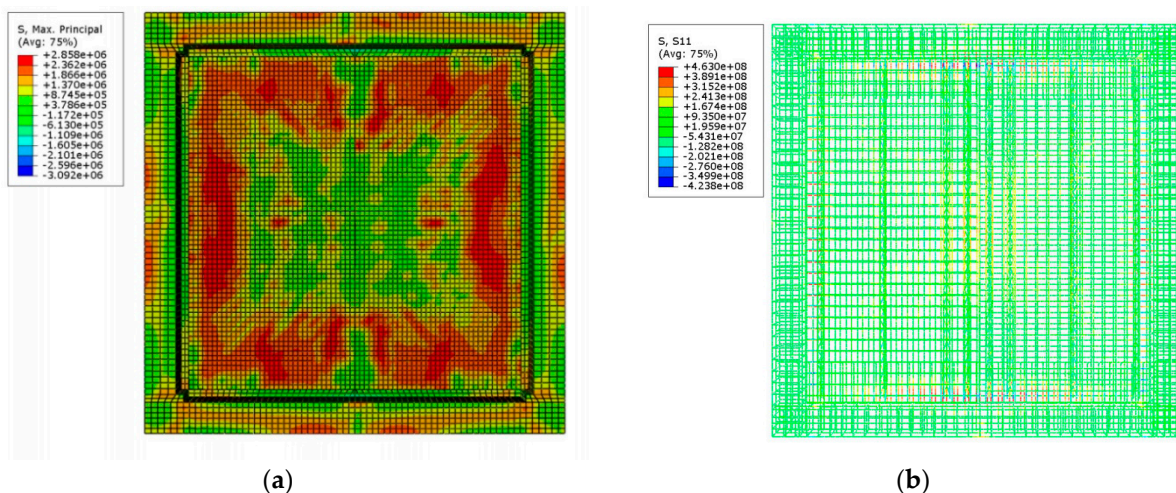 S, Max. Principal
(Avg: 75%)
+2.858e+06
+2.362e+06
+1.866e+06
+1.370e+06
+8.745e+05
+3.786e+05
-1.172e+05
-6.130e+05
-1.109e+06
-1.605e+06
-2.101e+06
-2.596e+06
-3.092e+06
(a)
S, S11
(Avg: 75%)
+4.630e+08
+3.891e+08
+3.152e+08
+2.413e+08
+1.674e+08
+9.350e+07
+1.959e+07
-5.431e+07
-1.282e+08
-2.021e+08
-2.760e+08
-3.499e+08
-4.238e+08
(b)